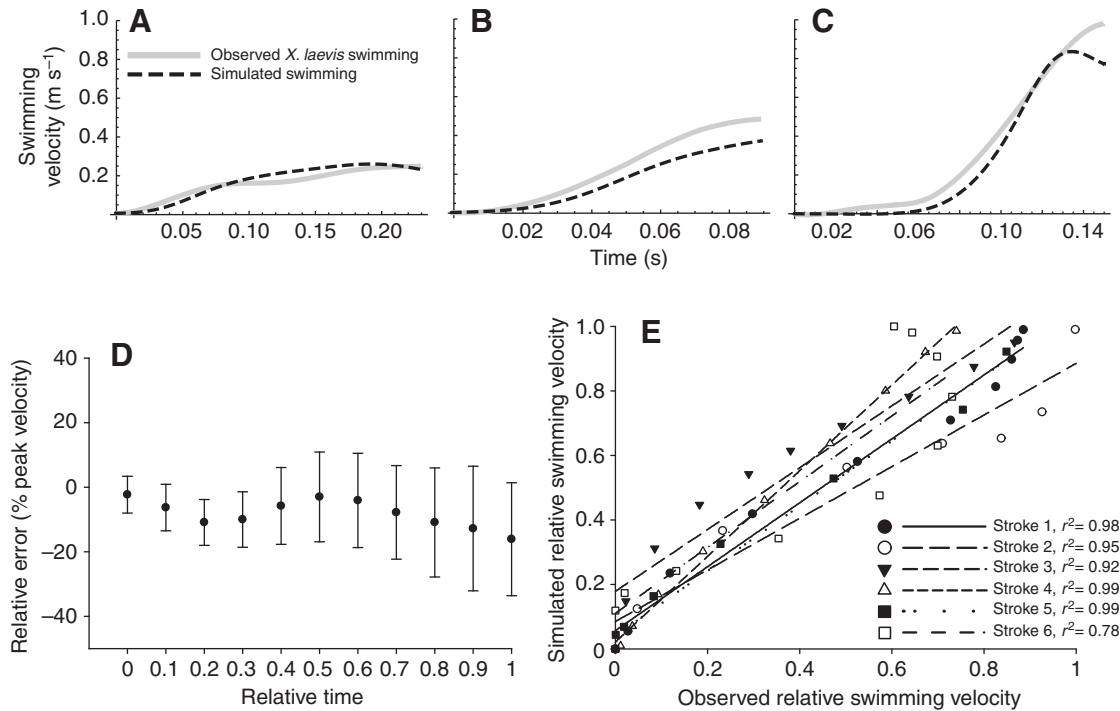 A
B
C
1.0
0.8
0.6
0.4
0.2
Swimming
velocity (m s⁻¹)
Observed X. laevis swimming
Simulated swimming
0.05 0.10 0.15 0.20
0.02 0.04 0.06 0.08
0.02 0.06 0.10 0.14
Time (s)
D
40
20
0
−20
−40
Relative error (% peak velocity)
0 0.1 0.2 0.3 0.4 0.5 0.6 0.7 0.8 0.9 1
Relative time
E
1.0
0.8
0.6
0.4
0.2
0
Simulated relative swimming velocity
Stroke 1, r²= 0.98
Stroke 2, r²= 0.95
Stroke 3, r²= 0.92
Stroke 4, r²= 0.99
Stroke 5, r²= 0.99
Stroke 6, r²= 0.78
0 0.2 0.4 0.6 0.8 1
Observed relative swimming velocity